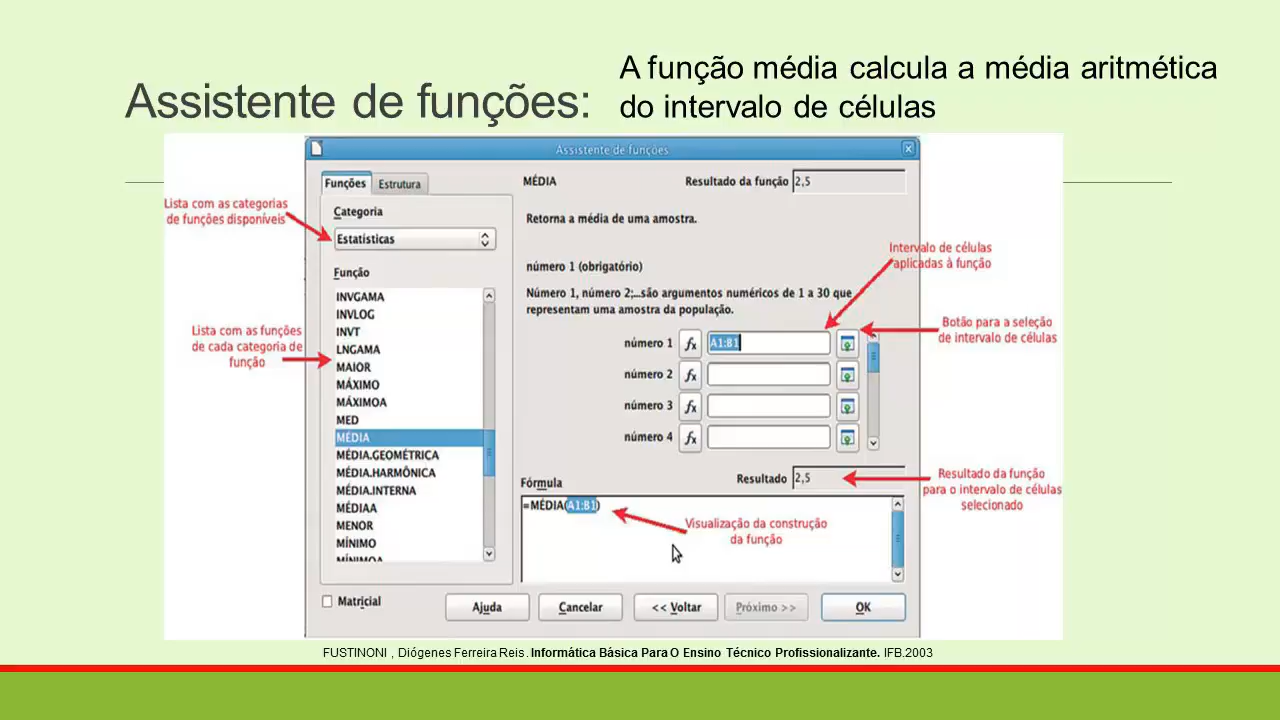 Assistente de funções:
A função média calcula a média aritmética
do intervalo de células
Assistente de funções
Funções
Estrutura
MÉDIA
Resultado da função
2,5
Lista com as categorias
de funções disponíveis
Categoria
Estatísticas
Retorna a média de uma amostra.
Intervalo de células
aplicadas à função
Função
número 1 (obrigatório)
Número 1, número 2;...são argumentos numéricos de 1 a 30 que
representam uma amostra da população.
Lista com as funções
de cada categoria de
função
INVGAMA
INVLOG
INVT
LNGAMA
MAIOR
MÁXIMO
MÁXIMOA
MED
MÉDIA
MÉDIA.GEOMÉTRICA
MÉDIA.HARMÔNICA
MÉDIA.INTERNA
MÉDIAA
MENOR
MÍNIMO
MÍNIMOA
número 1
fx
A1:B1
Botão para a seleção
de intervalo de células
número 2
fx
número 3
fx
número 4
fx
Fórmula
Resultado
2,5
Resultado da função
para o intervalo de células
selecionado
=MÉDIA(A1:B1)
Visualização da construção
da função
Matricial
Ajuda
Cancelar
<< Voltar
Próximo >>
OK
FUSTINONI , Diógenes Ferreira Reis. Informática Básica Para O Ensino Técnico Profissionalizante. IFB.2003